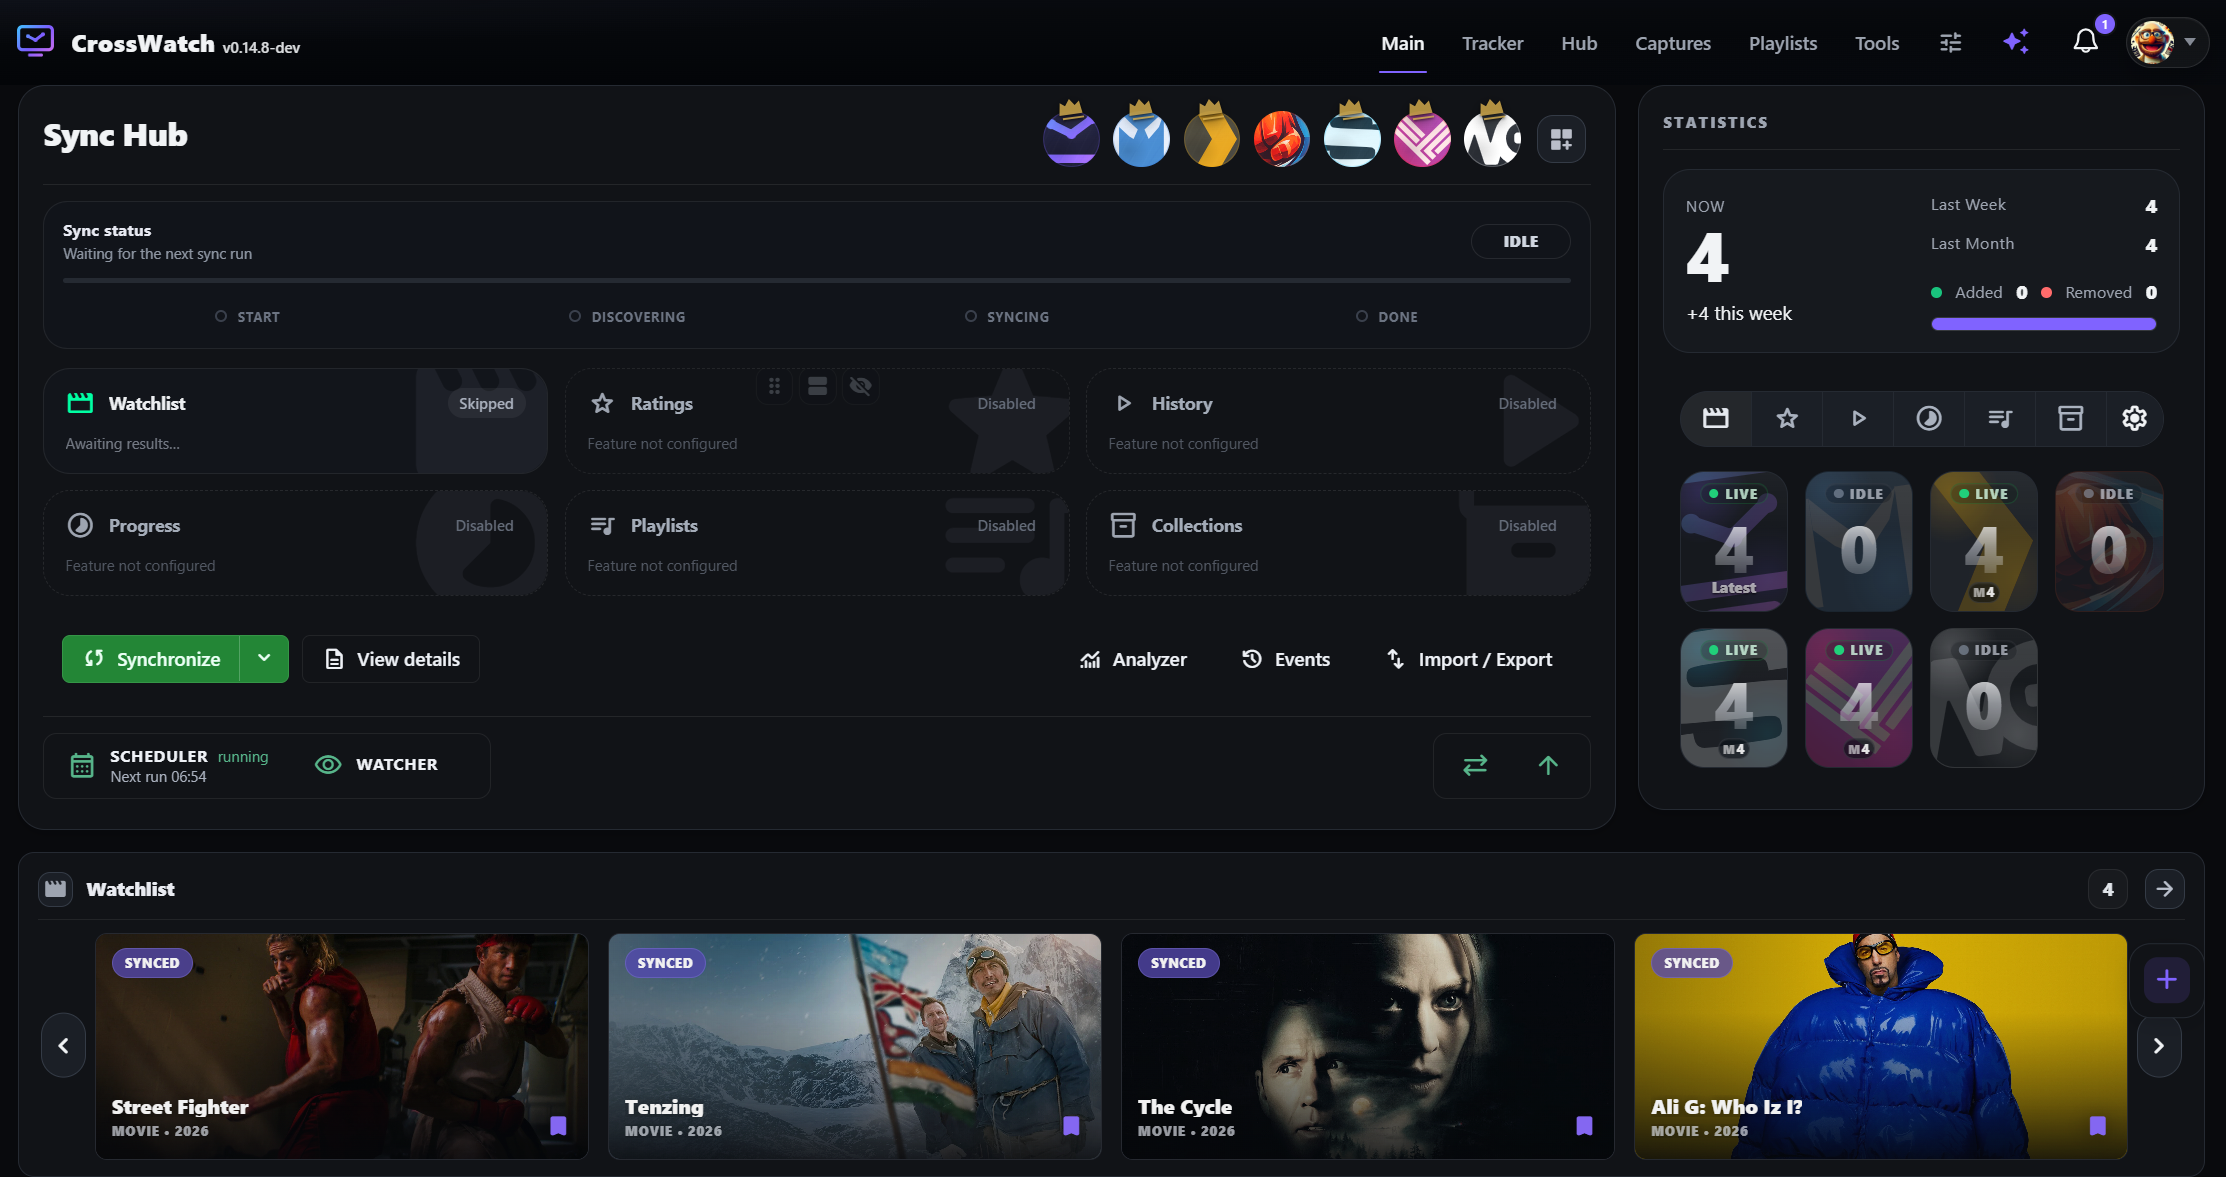 CrossWatch v0.14.8-dev
Main
Tracker
Hub
Captures
Playlists
Tools
1
Sync Hub
Sync status
Waiting for the next sync run
IDLE
START
DISCOVERING
SYNCING
DONE
Watchlist
Skipped
Awaiting results...
Ratings
Disabled
Feature not configured
History
Disabled
Feature not configured
Progress
Disabled
Feature not configured
Playlists
Disabled
Feature not configured
Collections
Disabled
Feature not configured
Synchronize
View details
Analyzer
Events
Import / Export
SCHEDULER running
Next run 06:54
WATCHER
STATISTICS
NOW
4
+4 this week
Last Week 4
Last Month 4
Added 0 Removed 0
LIVE
4
Latest
IDLE
0
LIVE
4
M4
IDLE
0
LIVE
4
M4
LIVE
4
M4
IDLE
0
Watchlist
4
SYNCED
Street Fighter
MOVIE • 2026
SYNCED
Tenzing
MOVIE • 2026
SYNCED
The Cycle
MOVIE • 2026
SYNCED
Ali G: Who Iz I?
MOVIE • 2026